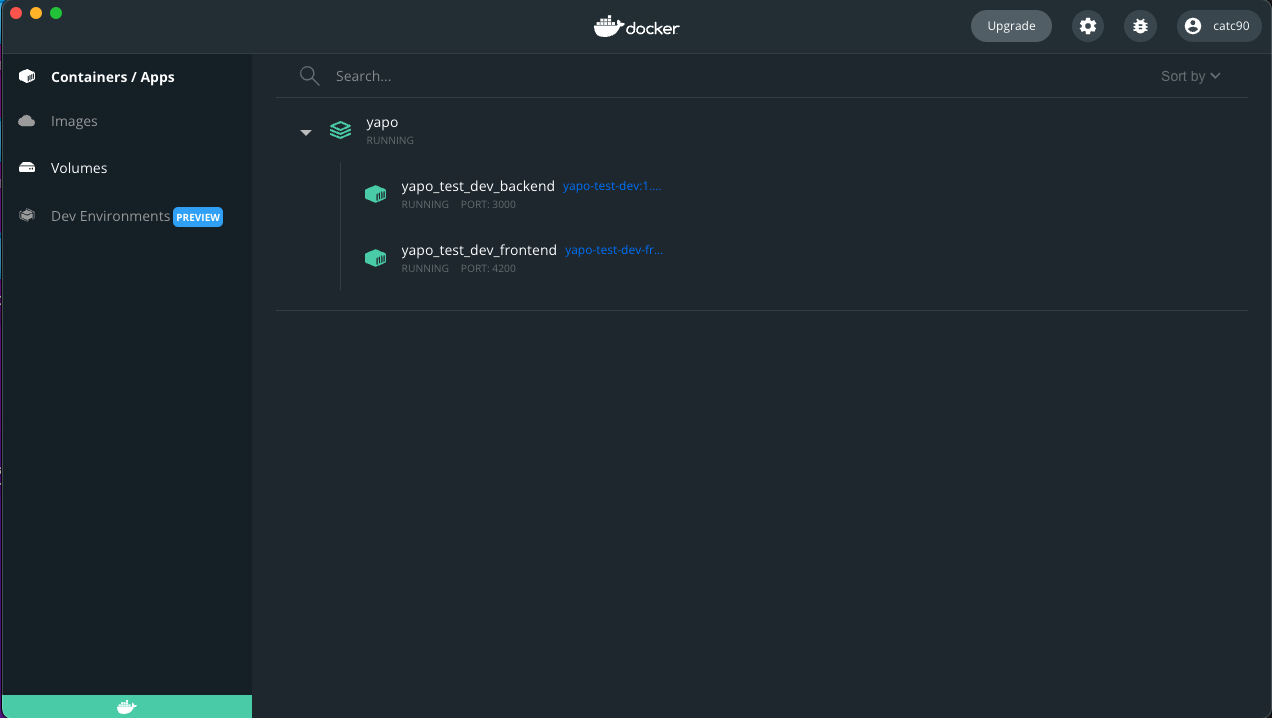 docker
Upgrade
catc90
Containers / Apps
Images
Volumes
Dev Environments PREVIEW
Search...
Sort by
yapo
RUNNING
yapo_test_dev_backend yapo-test-dev:1....
RUNNING PORT: 3000
yapo_test_dev_frontend yapo-test-dev-fr...
RUNNING PORT: 4200